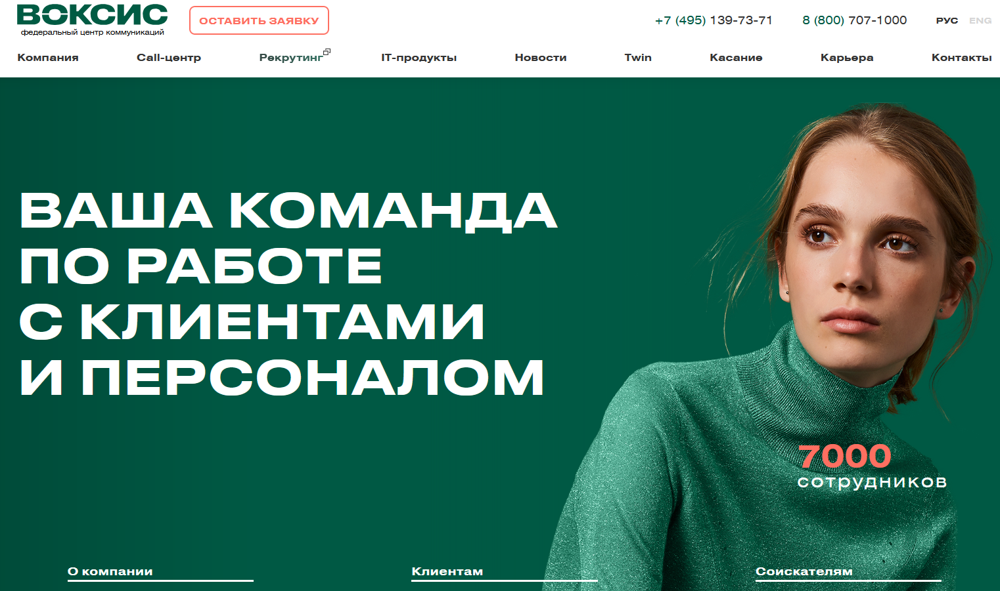 ВОКСИС
федеральный центр коммуникаций
ОСТАВИТЬ ЗАЯВКУ
+7 (495) 139-73-71
8 (800) 707-1000
РУС ENG
Компания Call-центр Рекрутинг IT-продукты Новости Twin Касание Карьера Контакты
ВАША КОМАНДА
ПО РАБОТЕ
С КЛИЕНТАМИ
И ПЕРСОНАЛОМ
7000
сотрудников
О компании
Клиентам
Соискателям